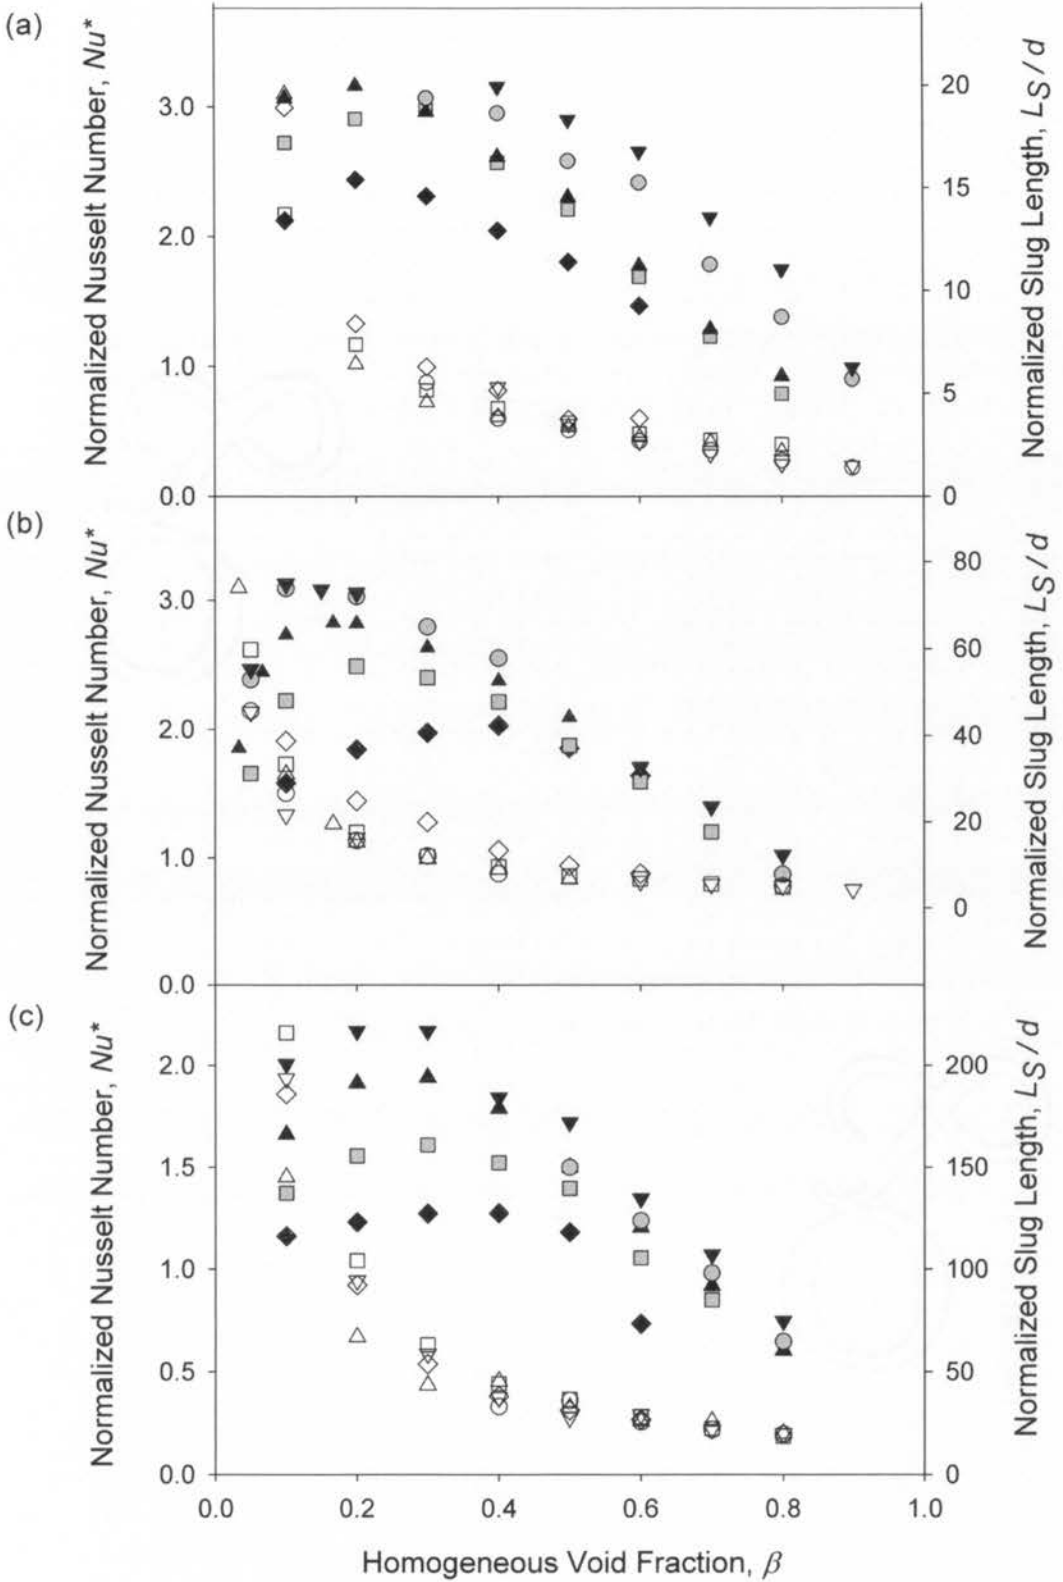 (a)
Normalized Nusselt Number, Nu*
3.0
2.0
1.0
0.0
20
15
10
5
0
Normalized Slug Length, LS/d
(b)
Normalized Nusselt Number, Nu*
3.0
2.0
1.0
0.0
80
60
40
20
0
Normalized Slug Length, LS/d
(c)
Normalized Nusselt Number, Nu*
2.0
1.5
1.0
0.5
0.0
200
150
100
50
0
Normalized Slug Length, LS/d
0.0 0.2 0.4 0.6 0.8 1.0
Homogeneous Void Fraction, β